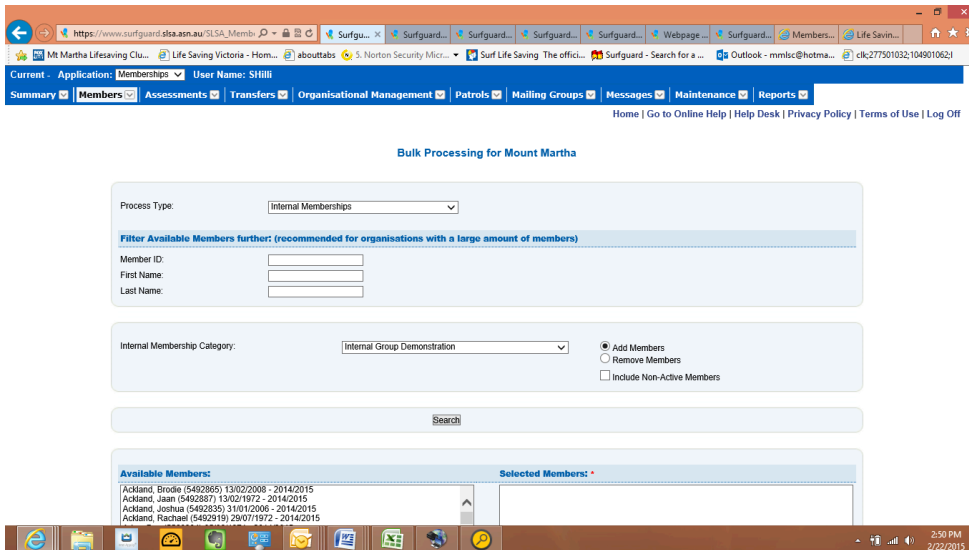 https://www.surfguard.slsa.asn.au/SLSA_Membe
Surfgu... Surfguard... Surfguard... Surfguard... Surfguard... Webpage ... Surfguard... Members... Life Savin...
Mt Martha Lifesaving Clu... Life Saving Victoria - Hom... abouttabs 5. Norton Security Micr... Surf Life Saving The offici... Surfguard - Search for a ... Outlook - mmlsc@hotma... clk;277501032;104901062;l
Current - Application: Memberships User Name: SHilli
Summary Members Assessments Transfers Organisational Management Patrols Mailing Groups Messages Maintenance Reports
Home | Go to Online Help | Help Desk | Privacy Policy | Terms of Use | Log Off
Bulk Processing for Mount Martha
Process Type: Internal Memberships
Filter Available Members further: (recommended for organisations with a large amount of members)
Member ID:
First Name:
Last Name:
Internal Membership Category: Internal Group Demonstration Add Members
Remove Members
Include Non-Active Members
Search
Available Members: Selected Members: *
Ackland, Brodie (5492865) 13/02/2008 - 2014/2015
Ackland, Jaan (5492887) 13/02/1972 - 2014/2015
Ackland, Joshua (5492835) 31/01/2006 - 2014/2015
Ackland, Rachael (5492919) 29/07/1972 - 2014/2015
2:50 PM
2/22/2015